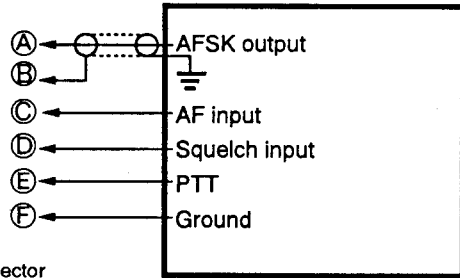 Ⓐ AFSK output
Ⓑ
Ⓒ AF input
Ⓓ Squelch input
Ⓔ PTT
Ⓕ Ground
ector